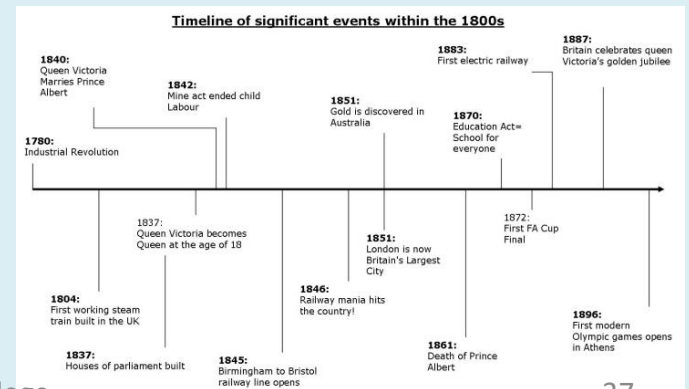 Timeline of significant events within the 1800s
1887:
Britain celebrates queen
Victoria's golden jubilee
1883:
First electric railway
1840:
Queen Victoria
Marries Prince
Albert
1842:
Mine act ended child
Labour
1851:
Gold is discovered in
Australia
1870:
Education Act=
School for
everyone
1780:
Industrial Revolution
1837:
Queen Victoria becomes
Queen at the age of 18
1872:
First FA Cup
Final
1851:
London is now
Britain's Largest
City
1846:
Railway mania hits
the country!
1804:
First working steam
train built in the UK
1896:
First modern
Olympic games opens
in Athens
1837:
Houses of parliament built
1861:
Death of Prince
Albert
1845:
Birmingham to Bristol
railway line opens